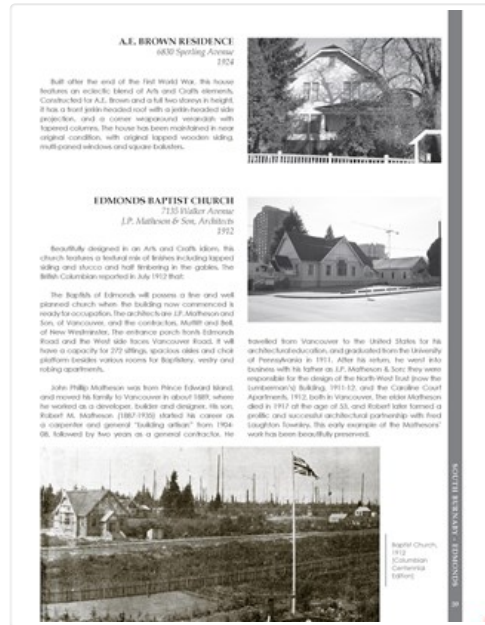 A.E. BROWN RESIDENCE
6830 Sperling Avenue
1924
Built after the end of the First World War, this house
features an eclectic blend of Arts and Crafts elements.
Constructed for A.E. Brown and a full two storeys in height,
it has a front jerkin-headed roof with a jerkin-headed side
projection, and a corner wraparound verandah with
tapered columns. The house has been maintained in near
original condition, with original lapped wooden siding,
multi-paned windows and square balusters.
EDMONDS BAPTIST CHURCH
7135 Walker Avenue
J.P. Matheson & Son, Architects
1912
Beautifully designed in an Arts and Crafts idiom, this
church features a textural mix of finishes including lapped
siding and stucco and half timbering in the gables. The
British Columbian reported in July 1912 that:
The Baptists of Edmonds will possess a fine and well
planned church when the building now commenced is
ready for occupation. The architects are J.P. Matheson and
Son, of Vancouver, and the contractors, Moffitt and Bell,
of New Westminster. The entrance porch fronts Edmonds
Road and the West side faces Vancouver Road. It will
have a capacity for 272 sittings, spacious aisles and choir
platform besides various rooms for Baptistery, vestry and
robing apartments.
John Phillip Matheson was from Prince Edward Island,
and moved his family to Vancouver in about 1889, where
he worked as a developer, builder and designer. His son,
Robert M. Matheson (1887-1935) started his career as
a carpenter and general "building artisan" from 1904-
08, followed by two years as a general contractor. He
travelled from Vancouver to the United States for his
architectural education, and graduated from the University
of Pennsylvania in 1911. After his return, he went into
business with his father as J.P. Matheson & Son; they were
responsible for the design of the North West Trust (now the
Lumberman's) Building, 1911-12; and the Caroline Court
Apartments, 1912, both in Vancouver. The elder Matheson
died in 1917 at the age of 53, and Robert later formed a
prolific and successful architectural partnership with Fred
Laughton Townley. This early example of the Mathesons'
work has been beautifully preserved.
Baptist Church,
1912
(Columbian
Centennial
Edition)
SOUTH BURNABY - EDMONDS